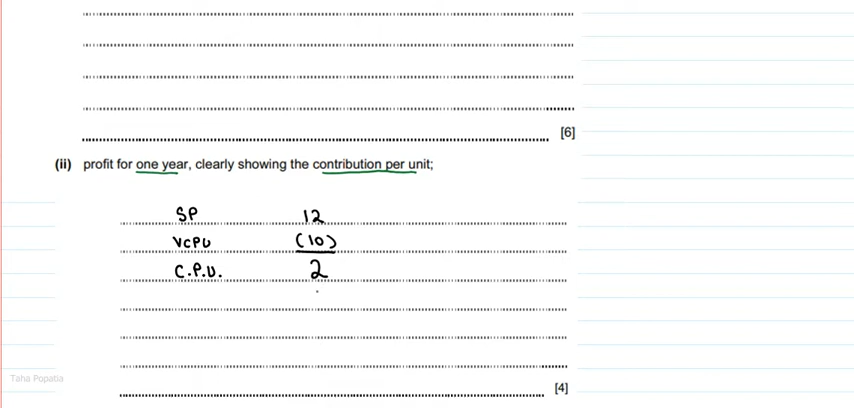 [6]
(ii) profit for one year, clearly showing the contribution per unit;
SP 12
VCPU (10)
C.P.U. 2
Taha Popatia
[4]